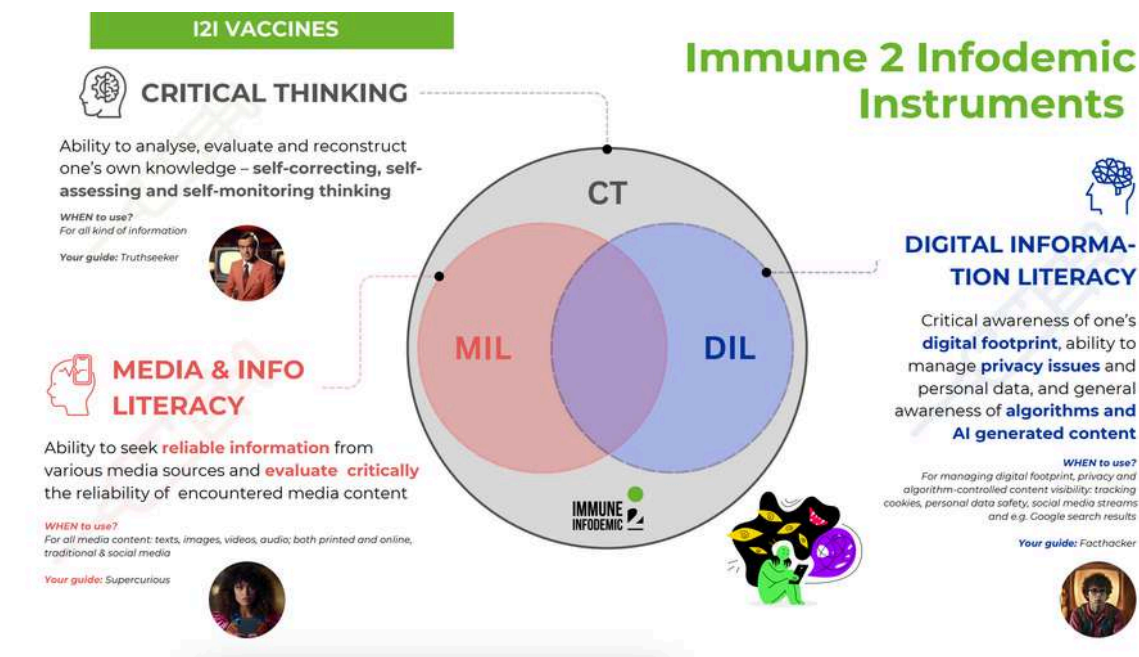 I2I VACCINES
Immune 2 Infodemic
Instruments
CRITICAL THINKING
Ability to analyse, evaluate and reconstruct
one's own knowledge – self-correcting, self-
assessing and self-monitoring thinking
WHEN to use?
For all kind of information
Your guide: Truthseeker
MEDIA & INFO
LITERACY
Ability to seek reliable information from
various media sources and evaluate critically
the reliability of encountered media content
WHEN to use?
For all media content: texts, images, videos, audio; both printed and online,
traditional & social media
Your guide: Supercurious
CT
MIL
DIL
IMMUNE 2
INFODEMIC
DIGITAL INFORMA-
TION LITERACY
Critical awareness of one's
digital footprint, ability to
manage privacy issues and
personal data, and general
awareness of algorithms and
AI generated content
WHEN to use?
For managing digital footprint, privacy and
algorithm-controlled content visibility: tracking
cookies, personal data safety, social media streams
and e.g. Google search results
Your guide: Facthacker